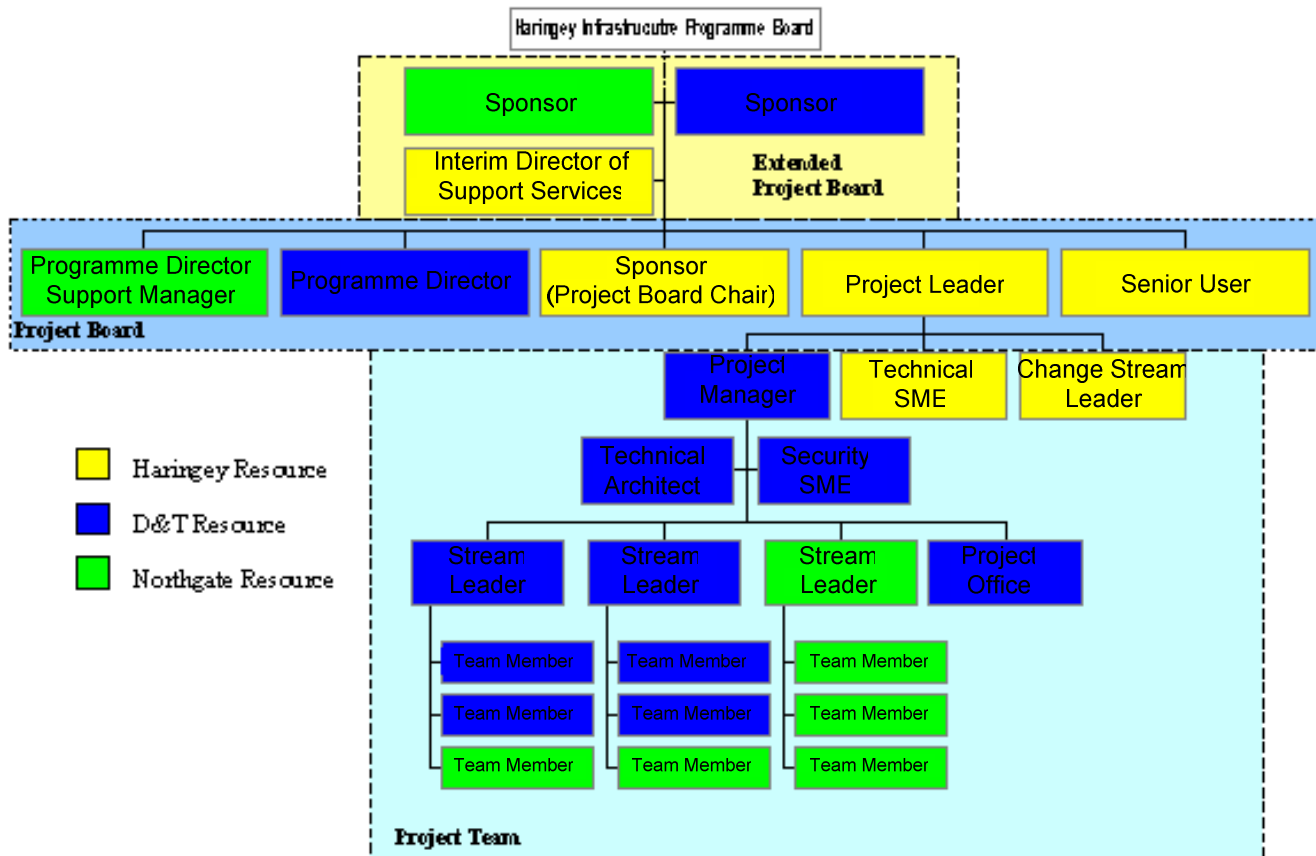 Haringey Infrastrucutre Programme Board
Sponsor
Sponsor
Interim Director of
Support Services
Extended
Project Board
Programme Director
Support Manager
Programme Director
Sponsor
(Project Board Chair)
Project Leader
Senior User
Project Board
Project
Manager
Technical
SME
Change Stream
Leader
Technical
Architect
Security
SME
Haringey Resource
D&T Resource
Northgate Resource
Stream
Leader
Stream
Leader
Stream
Leader
Project
Office
Team Member
Team Member
Team Member
Team Member
Team Member
Team Member
Team Member
Team Member
Team Member
Project Team